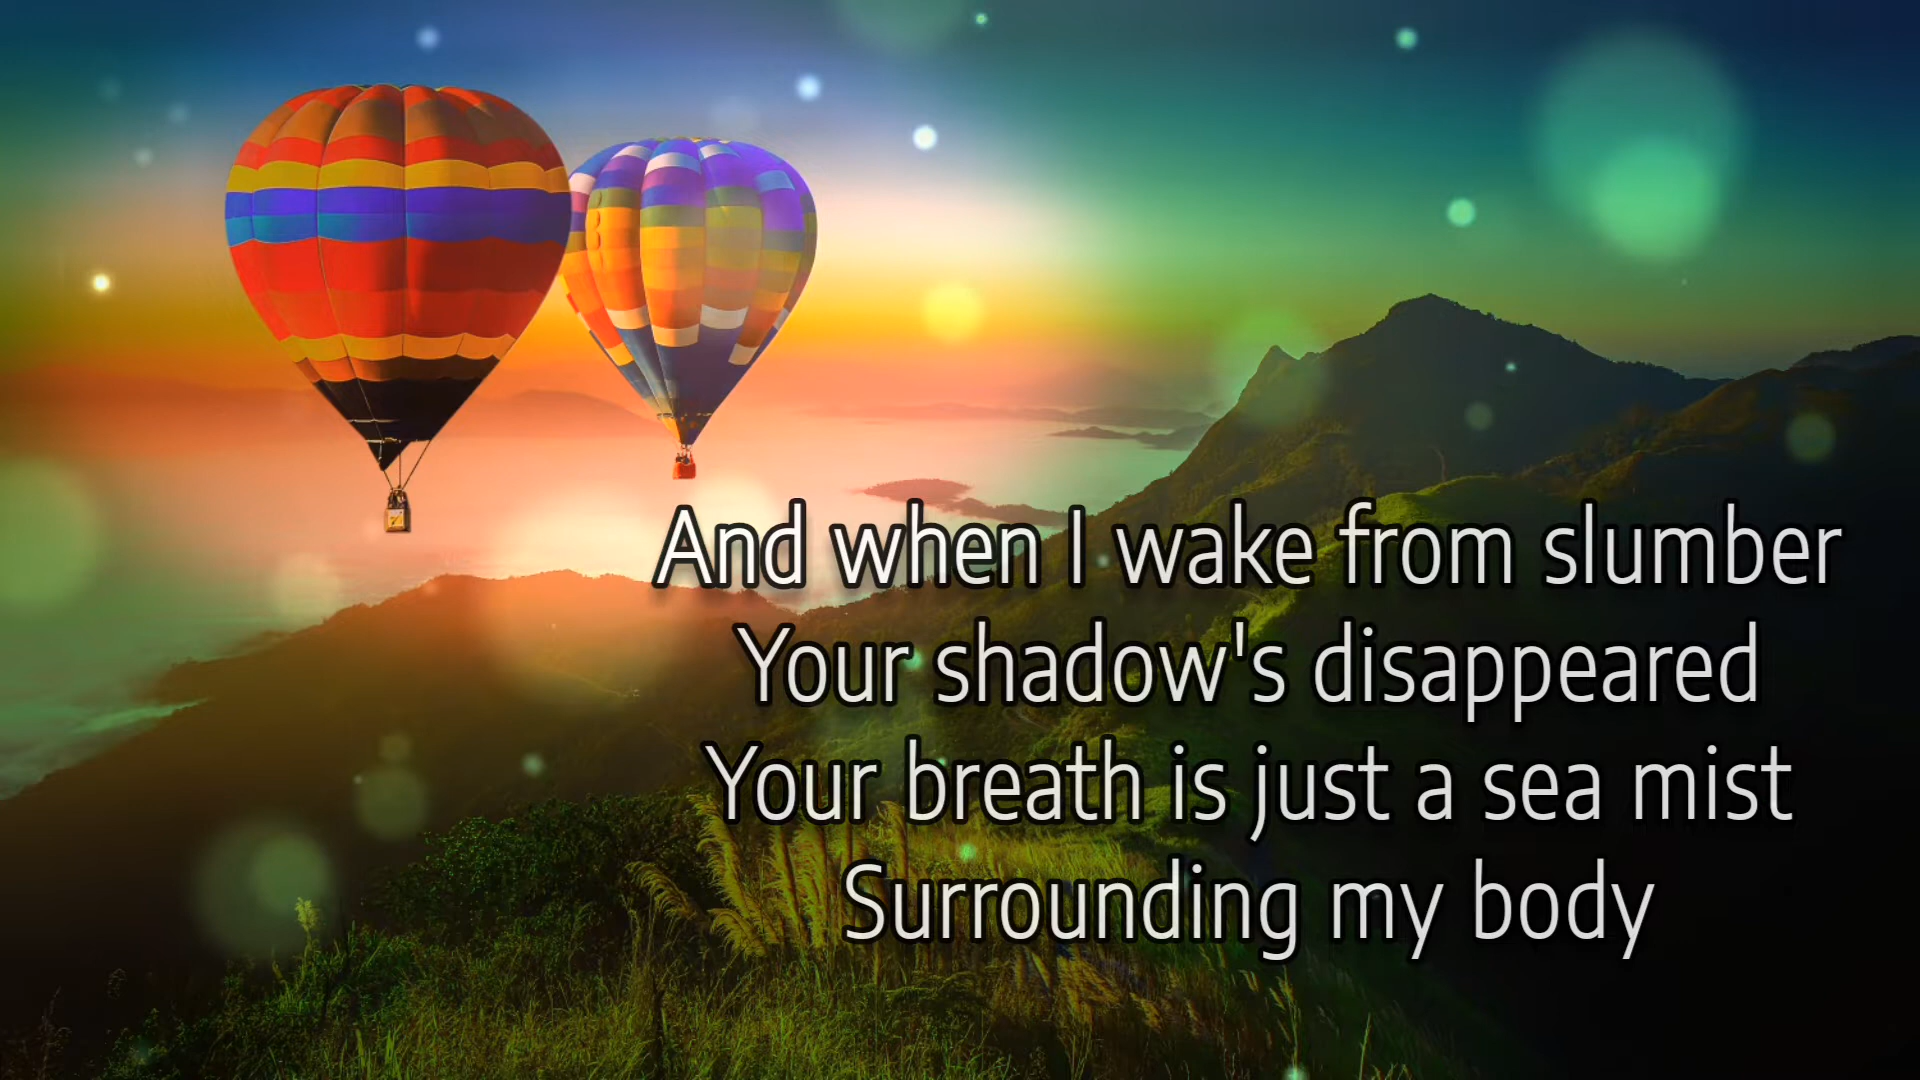 And when I wake from slumber
Your shadow's disappeared
Your breath is just a sea mist
Surrounding my body